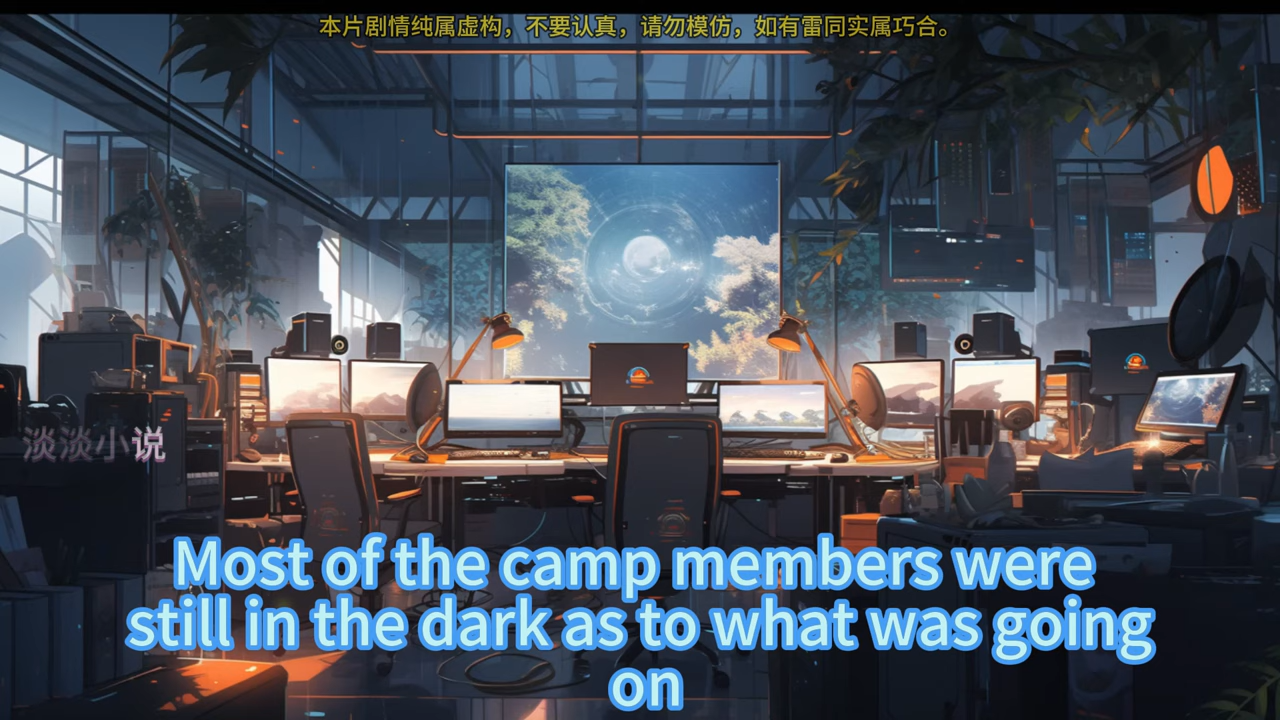 本片剧情纯属虚构，不要认真，请勿模仿，如有雷同实属巧合。
淡淡小说
Most of the camp members were
still in the dark as to what was going
on